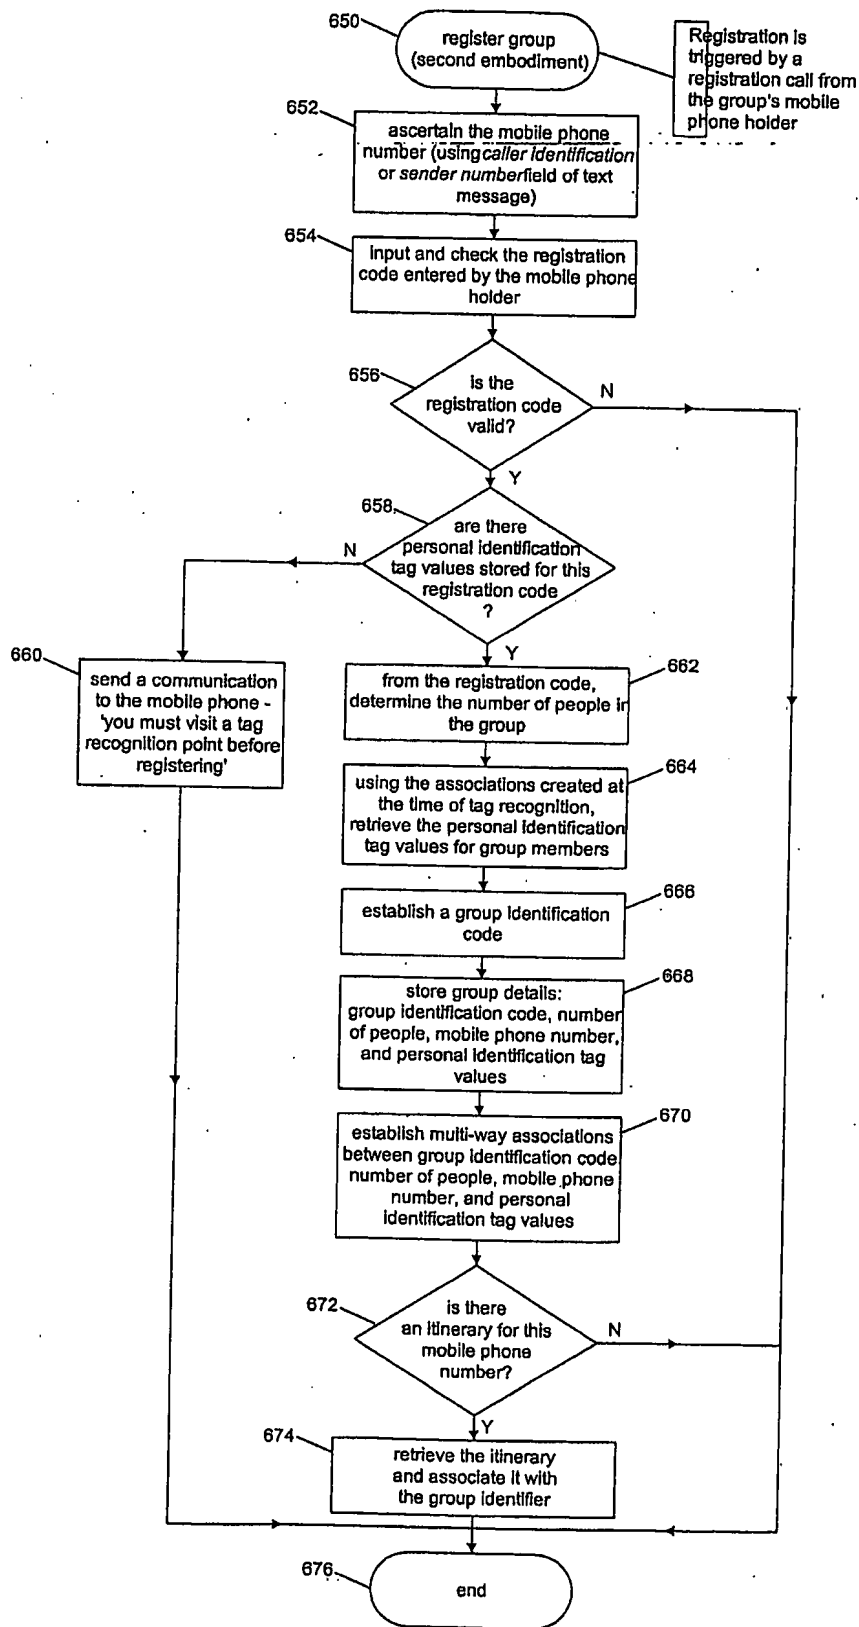 650
register group
(second embodiment)
Registration is
triggered by a
registration call from
the group's mobile
phone holder
652
ascertain the mobile phone
number (using caller identification
or sender number field of text
message)
654
input and check the registration
code entered by the mobile phone
holder
656
is the
registration code
valid?
N
Y
658
are there
personal identification
tag values stored for this
registration code
?
N
Y
660
send a communication
to the mobile phone -
'you must visit a tag
recognition point before
registering'
662
from the registration code,
determine the number of people in
the group
664
using the associations created at
the time of tag recognition,
retrieve the personal identification
tag values for group members
666
establish a group identification
code
668
store group details:
group identification code, number
of people, mobile phone number,
and personal identification tag
values
670
establish multi-way associations
between group identification code
number of people, mobile phone
number, and personal
identification tag values
672
is there
an itinerary for this
mobile phone
number?
N
Y
674
retrieve the itinerary
and associate it with
the group identifier
676
end